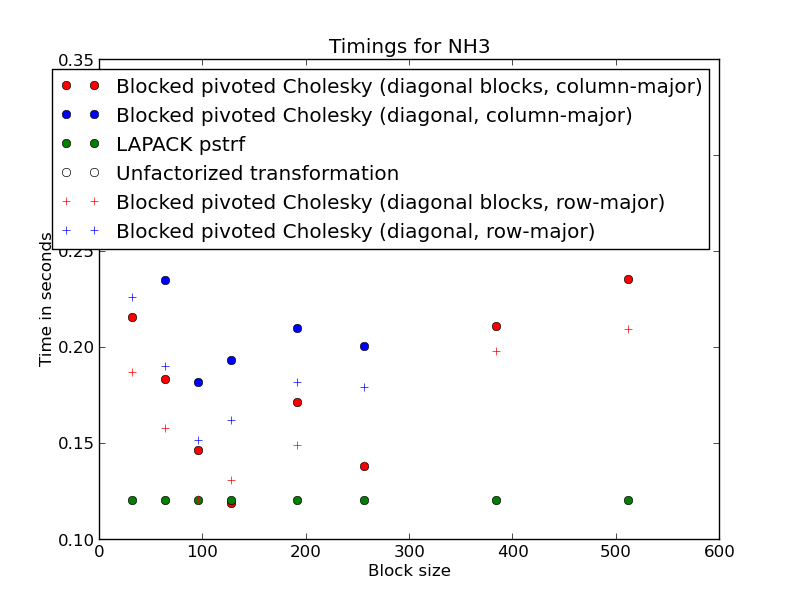 Timings for NH3
0.35
Blocked pivoted Cholesky (diagonal blocks, column-major)
Blocked pivoted Cholesky (diagonal, column-major)
LAPACK pstrf
Unfactorized transformation
Blocked pivoted Cholesky (diagonal blocks, row-major)
Blocked pivoted Cholesky (diagonal, row-major)
0.25
Time in seconds
0.20
0.15
0.10
0 100 200 300 400 500 600
Block size